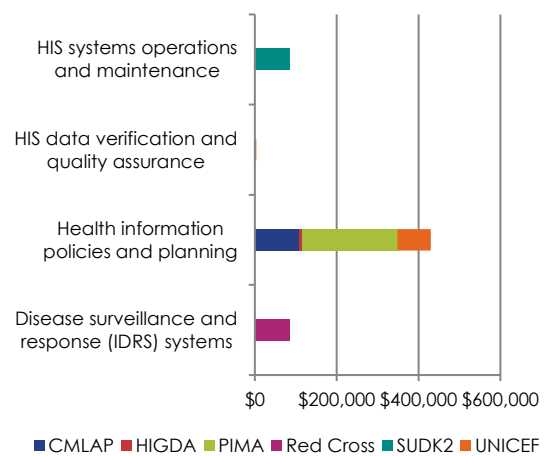 HIS systems operations
and maintenance
HIS data verification and
quality assurance
Health information
policies and planning
Disease surveillance and
response (IDRS) systems
$0 $200,000 $400,000 $600,000
CMLAP HIGDA PIMA Red Cross SUDK2 UNICEF